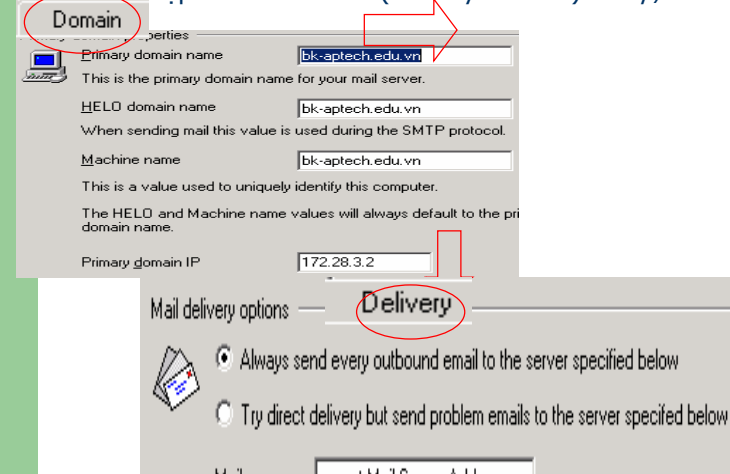 Domain
Primary domain name bk-aptech.edu.vn
This is the primary domain name for your mail server.
HELO domain name bk-aptech.edu.vn
When sending mail this value is used during the SMTP protocol.
Machine name bk-aptech.edu.vn
This is a value used to uniquely identify this computer.
The HELO and Machine name values will always default to the
domain name.
Primary domain IP 172.28.3.2
Mail delivery options Delivery
Always send every outbound email to the server specified below
Try direct delivery but send problem emails to the server specifed below